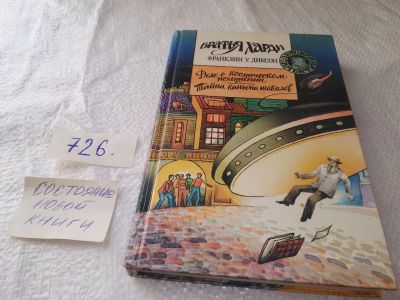 БРАТЬЯ ХАРДИ
ФРАНКЛИН У. ДИКСОН
Дело о космическом
похищении
Тайна каньона шакалов
726.
СОСТОЯНИЕ
НОВОЙ
КНИГИ